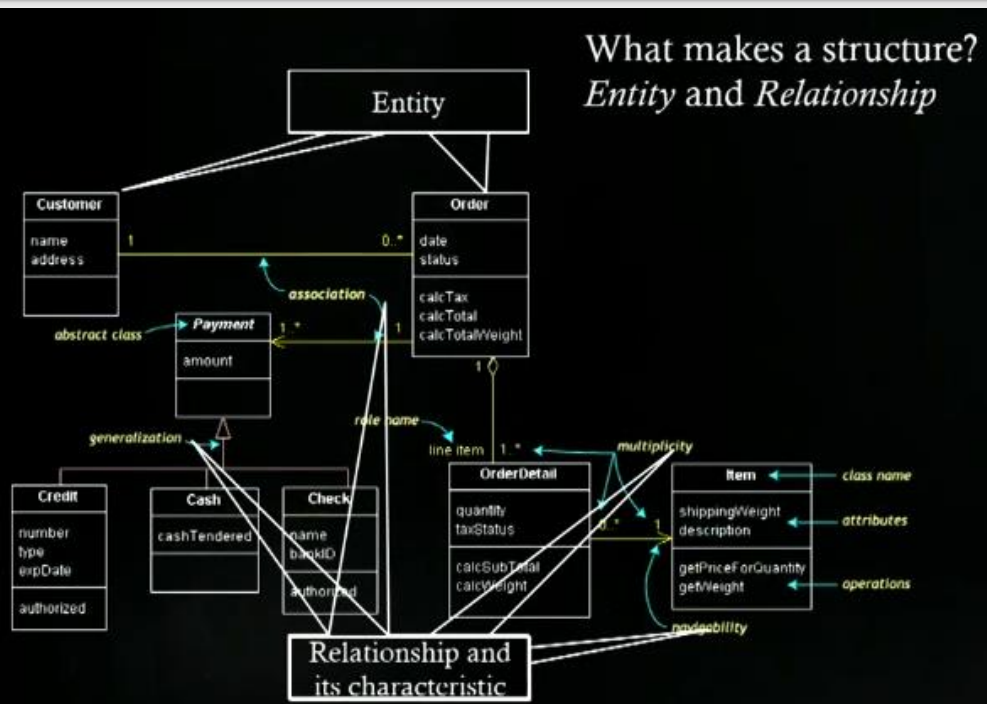 What makes a structure?
Entity and Relationship
Entity
Customer
name
address
1
0..*
Order
date
status
calcTax
calcTotal
calcTotalWeight
association
abstract class
Payment
amount
1..*
1
1
role name
line item
1..*
multiplicity
generalization
Credit
number
type
expDate
authorized
Cash
cashTendered
Check
name
bankID
authorized
OrderDetail
quantity
taxStatus
calcSubTotal
calcWeight
0..*
1
Item
shippingWeight
description
getPriceForQuantity
getWeight
class name
attributes
operations
navigability
Relationship and
its characteristic